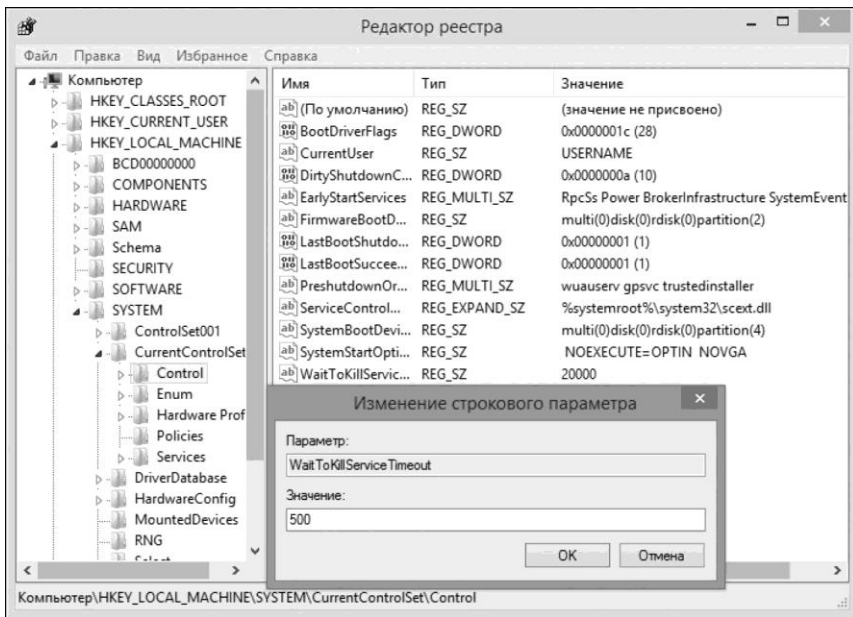 Редактор реестра
Файл Правка Вид Избранное Справка
Компьютер
HKEY_CLASSES_ROOT
HKEY_CURRENT_USER
HKEY_LOCAL_MACHINE
BCD00000000
COMPONENTS
HARDWARE
SAM
Schema
SECURITY
SOFTWARE
SYSTEM
ControlSet001
CurrentControlSet
Control
Enum
Hardware Prof
Policies
Services
DriverDatabase
HardwareConfig
MountedDevices
RNG
Имя Тип Значение
(По умолчанию) REG_SZ (значение не присвоено)
BootDriverFlags REG_DWORD 0x0000001c (28)
CurrentUser REG_SZ USERNAME
DirtyShutdownC... REG_DWORD 0x0000000a (10)
EarlyStartServices REG_MULTI_SZ RpcSs Power BrokerInfrastructure SystemEvent
FirmwareBootD... REG_SZ multi(0)disk(0)rdisk(0)partition(2)
LastBootShutdo... REG_DWORD 0x00000001 (1)
LastBootSuccee... REG_DWORD 0x00000001 (1)
PreshutdownOr... REG_MULTI_SZ wuauserv gpsvc trustedinstaller
ServiceControl... REG_EXPAND_SZ %systemroot%\system32\scext.dll
SystemBootDevi... REG_SZ multi(0)disk(0)rdisk(0)partition(4)
SystemStartOpti... REG_SZ NOEXECUTE=OPTIN NOVGA
WaitToKillServic... REG_SZ 20000
Изменение строкового параметра
Параметр:
WaitToKillServiceTimeout
Значение:
500
OK Отмена
Компьютер\HKEY_LOCAL_MACHINE\SYSTEM\CurrentControlSet\Control